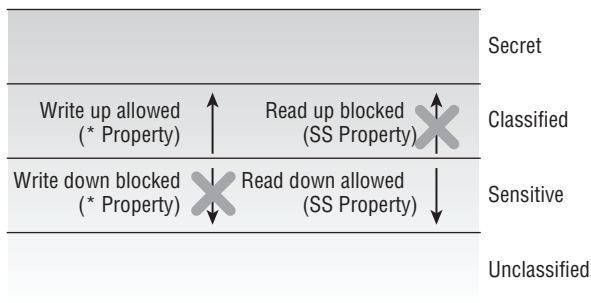 Secret
Write up allowed
(* Property)
Read up blocked
(SS Property)
Classified
Write down blocked
(* Property)
Read down allowed
(SS Property)
Sensitive
Unclassified